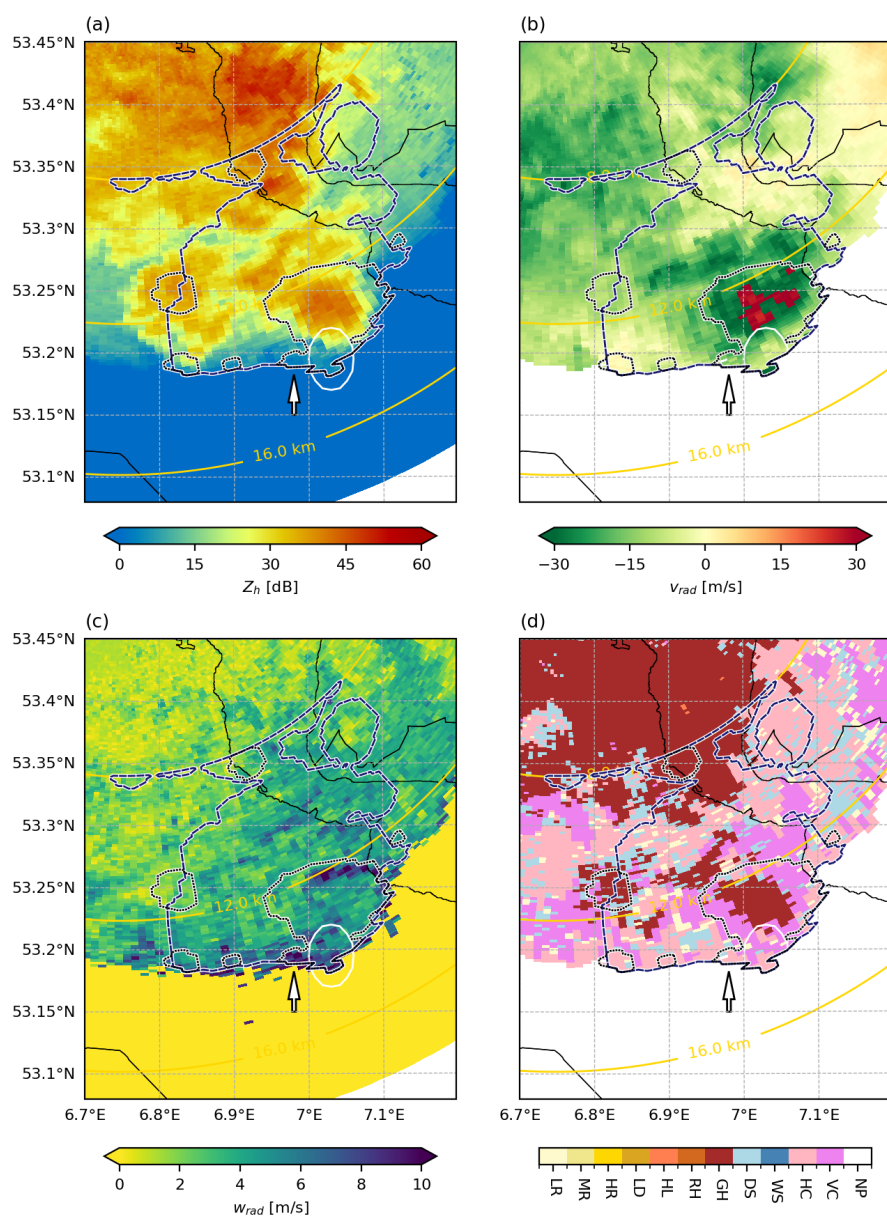 (a)
(b)
53.45°N
53.4°N
53.35°N
53.3°N
53.25°N
53.2°N
53.15°N
53.1°N
12.0 km
16.0 km
16.0 km
0 15 30 45 60
Z_h [dB]
−30 −15 0 15 30
v_rad [m/s]
(c)
(d)
53.45°N
53.4°N
53.35°N
53.3°N
53.25°N
53.2°N
53.15°N
53.1°N
12.0 km
12.0 km
16.0 km
16.0 km
6.7°E 6.8°E 6.9°E 7°E 7.1°E
6.7°E 6.8°E 6.9°E 7°E 7.1°E
0 2 4 6 8 10
w_rad [m/s]
LR MR HR LD HL RH GH DS WS HC VC NP